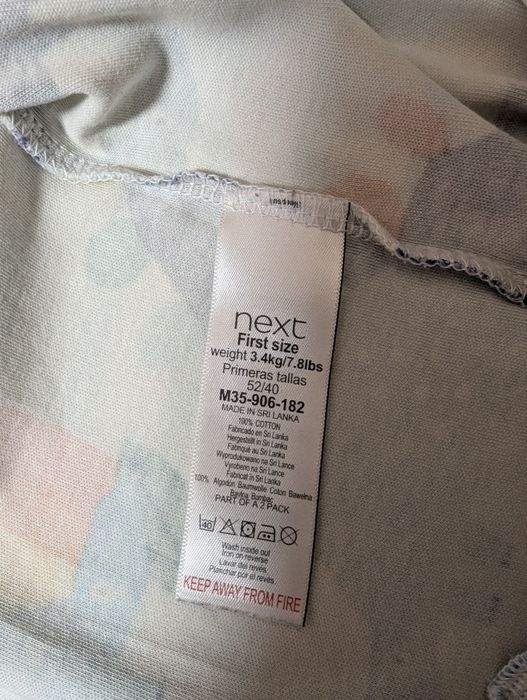 next
First size
weight 3.4kg/7.8lbs
Primeras tallas
52/40
M35-906-182
MADE IN SRI LANKA
100% COTTON
Fabricado en Sri Lanka
Hergestellt in Sri Lanka
Fabriqué au Sri Lanka
Wyprodukowano na Sri Lance
Vyrobeno na Sri Lance
Fabricat in Sri Lanka
100% Algodón Baumwolle Coton Bawełna
Bavlna Bumbac
PART OF A 2 PACK
40
Wash inside out
Iron on reverse
Lavar del revés
Planchar por el revés
KEEP AWAY FROM FIRE